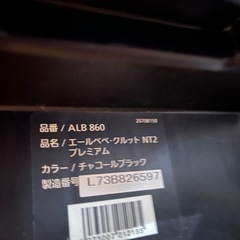 20708150
品番 / ALB 860
品名 / エールベベ・クルット NT2
プレミアム
カラー / チャコールブラック
製造番号 L73B826597